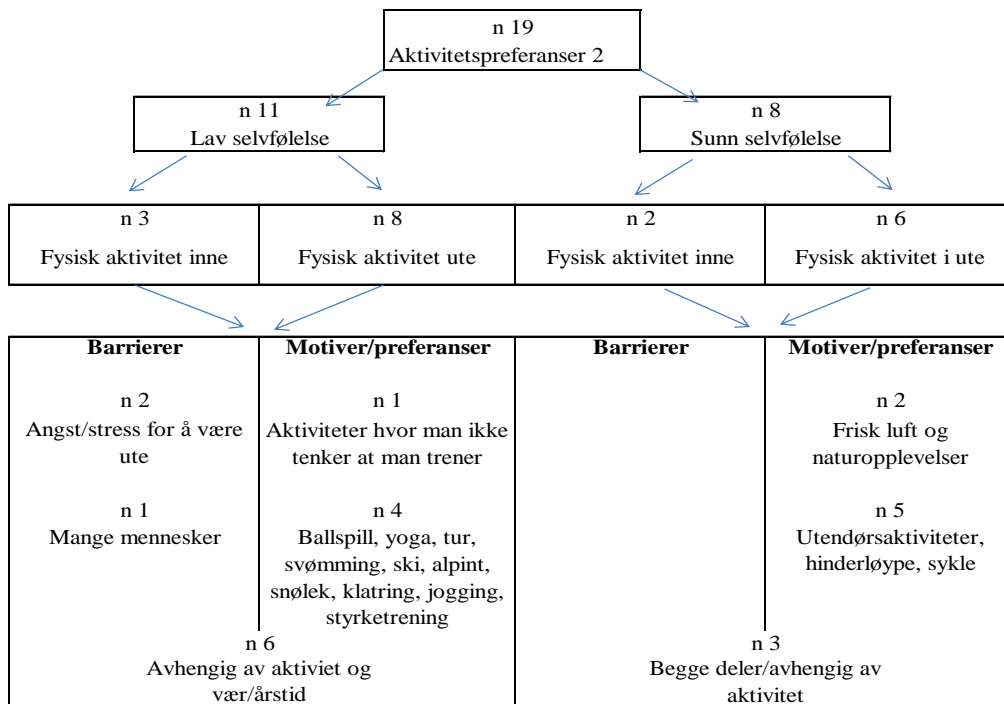 n 19
Aktivitetspreferanser 2
n 11
Lav selvfølelse
n 8
Sunn selvfølelse
n 3
Fysisk aktivitet inne
n 8
Fysisk aktivitet ute
n 2
Fysisk aktivitet inne
n 6
Fysisk aktivitet i ute
Barrierer
n 2
Angst/stress for å være
ute
n 1
Mange mennesker
Motiver/preferanser
n 1
Aktiviteter hvor man ikke
tenker at man trener
n 4
Ballspill, yoga, tur,
svømming, ski, alpint,
snølek, klatring, jogging,
styrketrening
n 6
Avhengig av aktiviet og
vær/årstid
Barrierer
Motiver/preferanser
n 2
Frisk luft og
naturopplevelser
n 5
Utendørsaktiviteter,
hinderløype, sykle
n 3
Begge deler/avhengig av
aktivitet